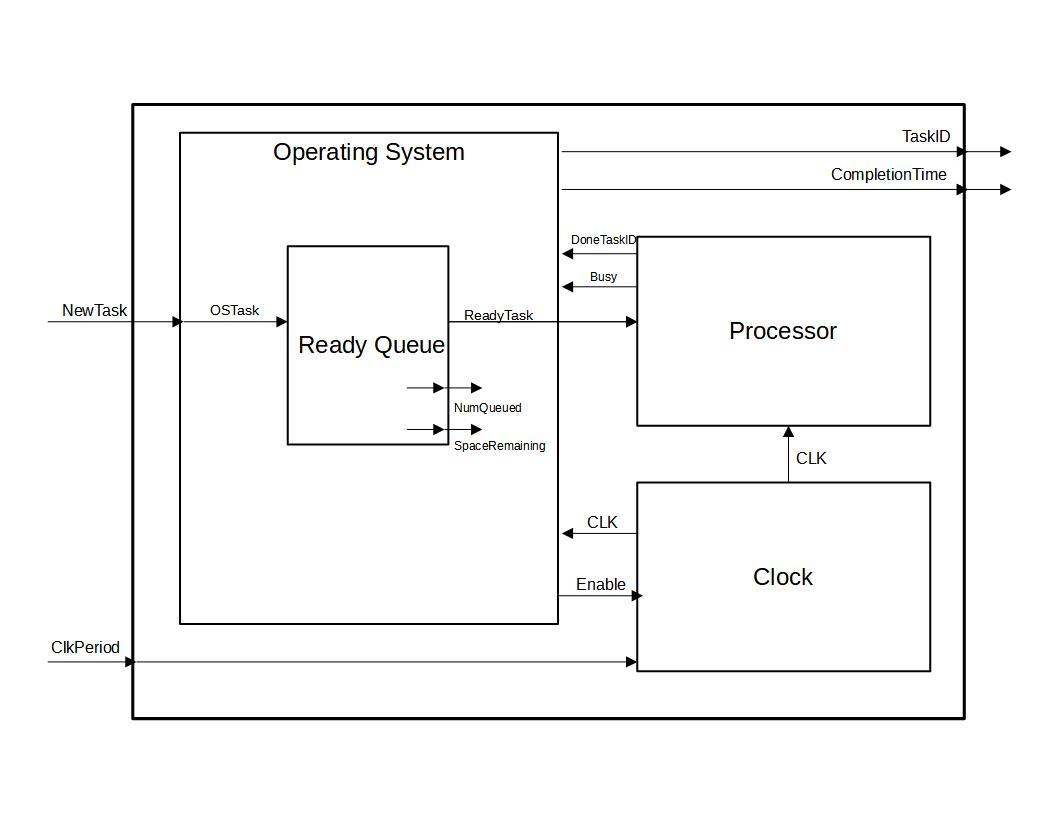 TaskID
Operating System
CompletionTime
DoneTaskID
Busy
NewTask
OSTask
ReadyTask
Processor
Ready Queue
NumQueued
SpaceRemaining
CLK
CLK
Clock
Enable
ClkPeriod